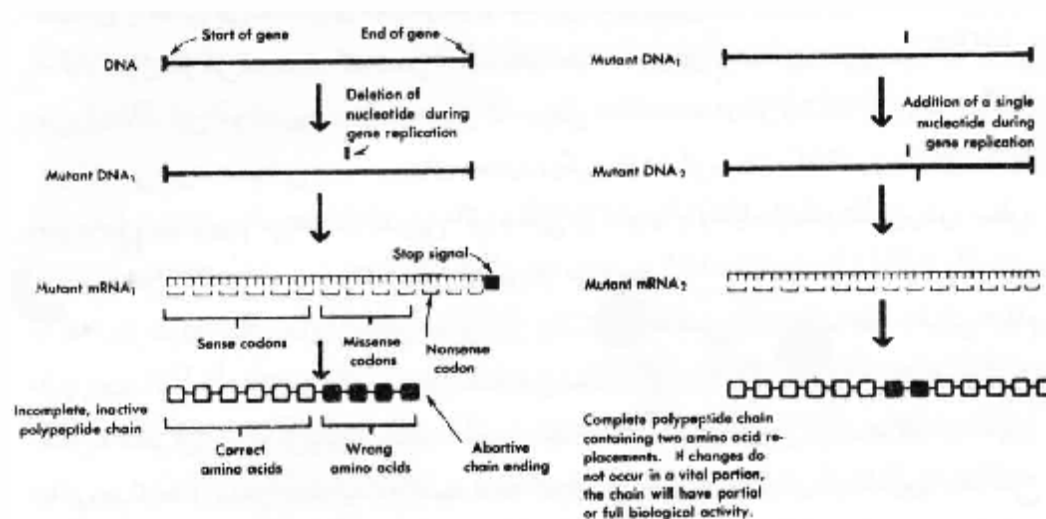 Start of gene
End of gene
DNA
Deletion of
nucleotide during
gene replication
Mutant DNA₁
Stop signal
Mutant mRNA₁
Sense codons
Missense
codons
Nonsense
codon
Incomplete, inactive
polypeptide chain
Correct
amino acids
Wrong
amino acids
Abortive
chain ending
Mutant DNA₁
Addition of a single
nucleotide during
gene replication
Mutant DNA₂
Mutant mRNA₂
Complete polypeptide chain
containing two amino acid re-
placements. If changes do
not occur in a vital portion,
the chain will have partial
or full biological activity.